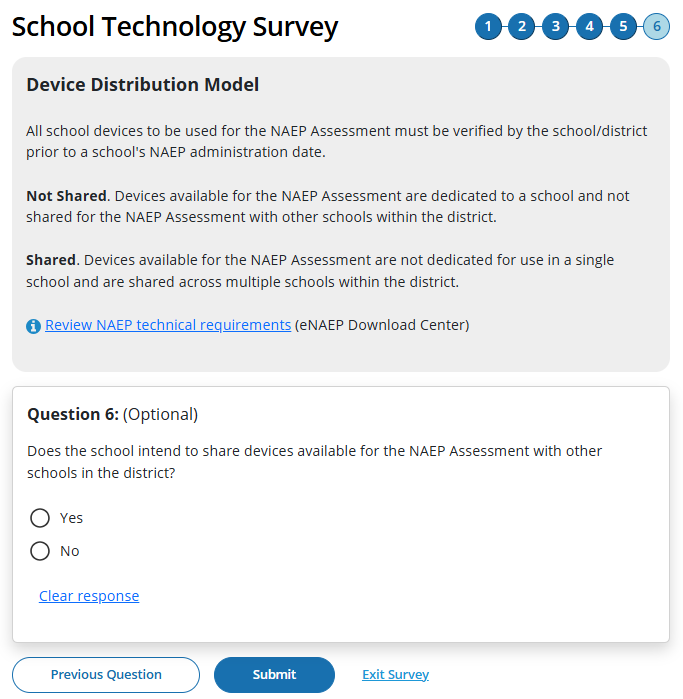 School Technology Survey
1 2 3 4 5 6
Device Distribution Model
All school devices to be used for the NAEP Assessment must be verified by the school/district
prior to a school's NAEP administration date.
Not Shared. Devices available for the NAEP Assessment are dedicated to a school and not
shared for the NAEP Assessment with other schools within the district.
Shared. Devices available for the NAEP Assessment are not dedicated for use in a single
school and are shared across multiple schools within the district.
Review NAEP technical requirements (eNAEP Download Center)
Question 6: (Optional)
Does the school intend to share devices available for the NAEP Assessment with other
schools in the district?
Yes
No
Clear response
Previous Question Submit Exit Survey